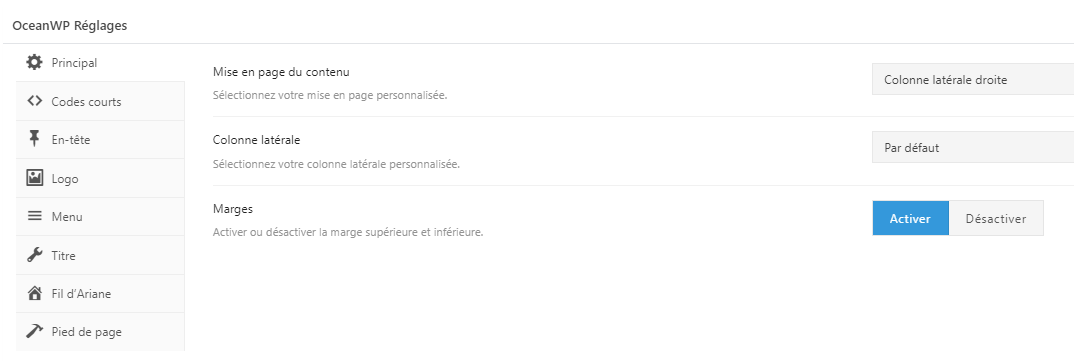 OceanWP Réglages
Principal
Codes courts
En-tête
Logo
Menu
Titre
Fil d'Ariane
Pied de page
Mise en page du contenu
Sélectionnez votre mise en page personnalisée.
Colonne latérale droite
Colonne latérale
Sélectionnez votre colonne latérale personnalisée.
Par défaut
Marges
Activer ou désactiver la marge supérieure et inférieure.
Activer Désactiver